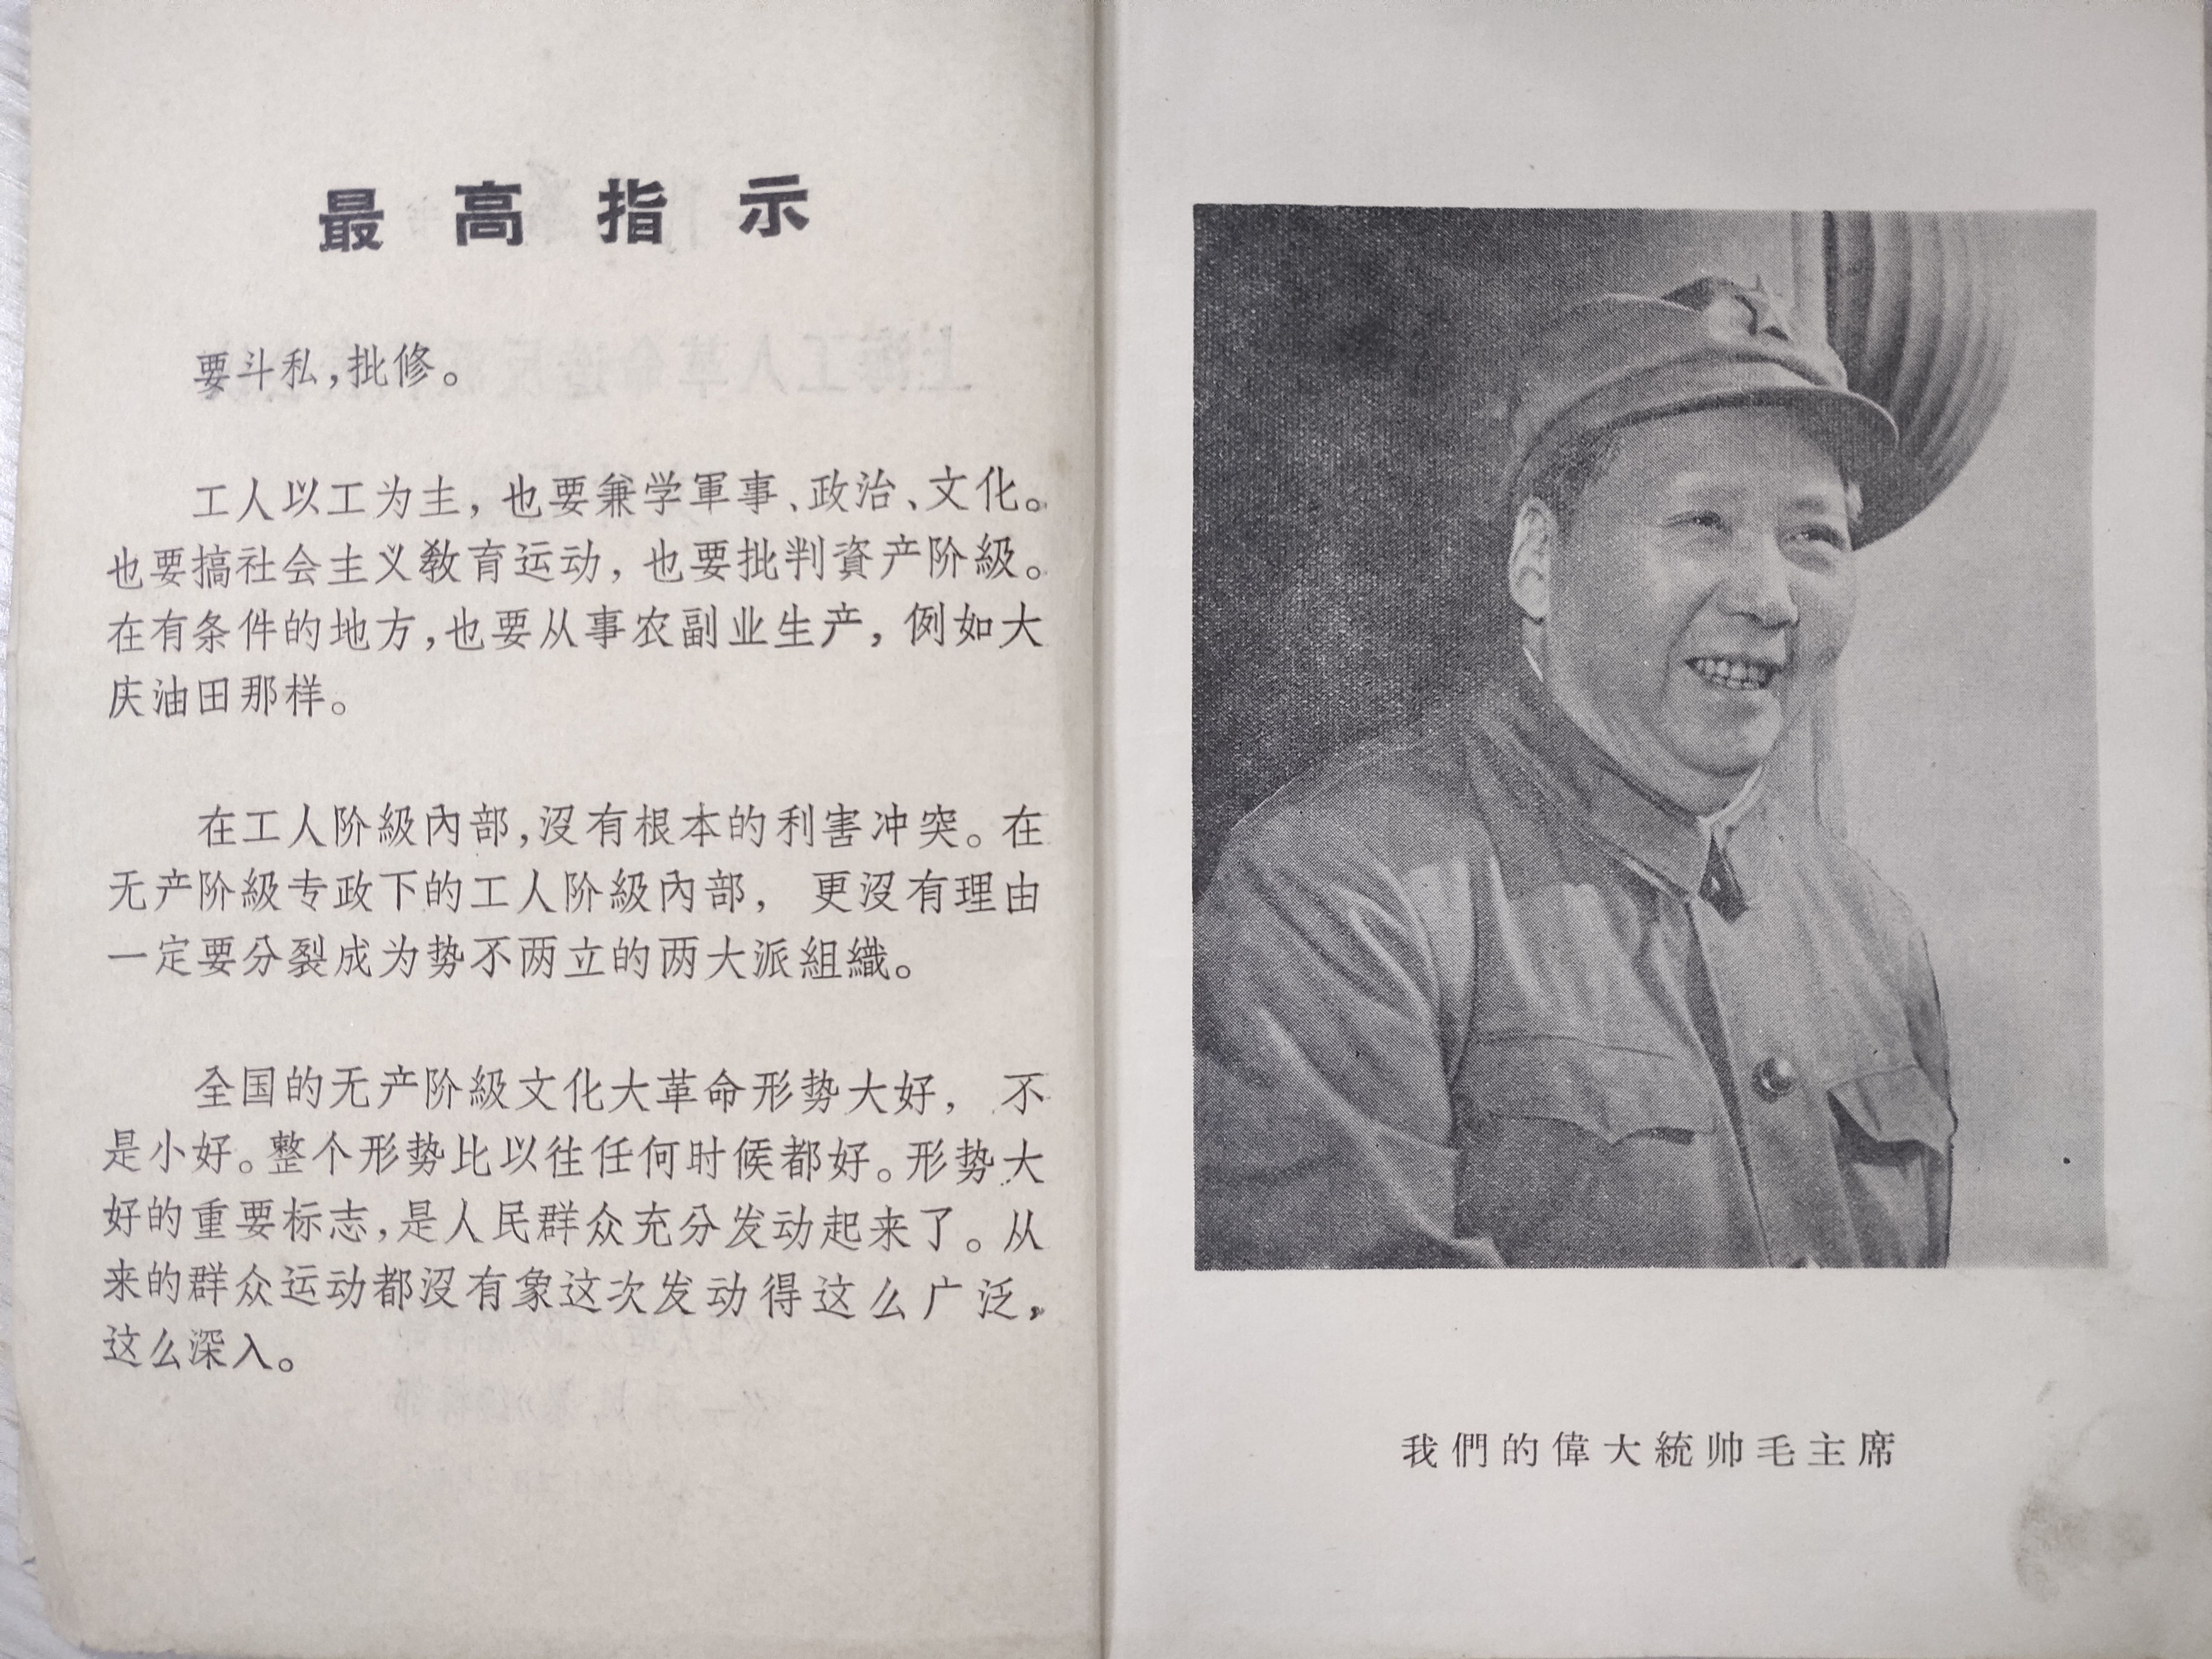 最高指示
要斗私，批修。
工人以工为主，也要兼学軍事、政治、文化。
也要搞社会主义教育运动，也要批判資产阶級。
在有条件的地方，也要从事农副业生产，例如大
庆油田那样。
在工人阶級內部，沒有根本的利害冲突。在
无产阶級专政下的工人阶級內部，更沒有理由
一定要分裂成为势不两立的两大派組織。
全国的无产阶級文化大革命形势大好，不
是小好。整个形势比以往任何时候都好。形势大
好的重要标志，是人民群众充分发动起来了。从
来的群众运动都沒有象这次发动得这么广泛，
这么深入。
我們的偉大統帅毛主席